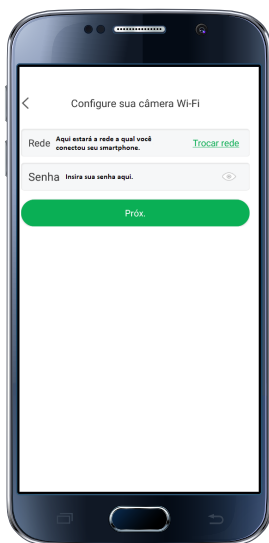 Configure sua câmera Wi-Fi
Rede Aqui estará a rede a qual você
conectou seu smartphone. Trocar rede
Senha Insira sua senha aqui.
Próx.